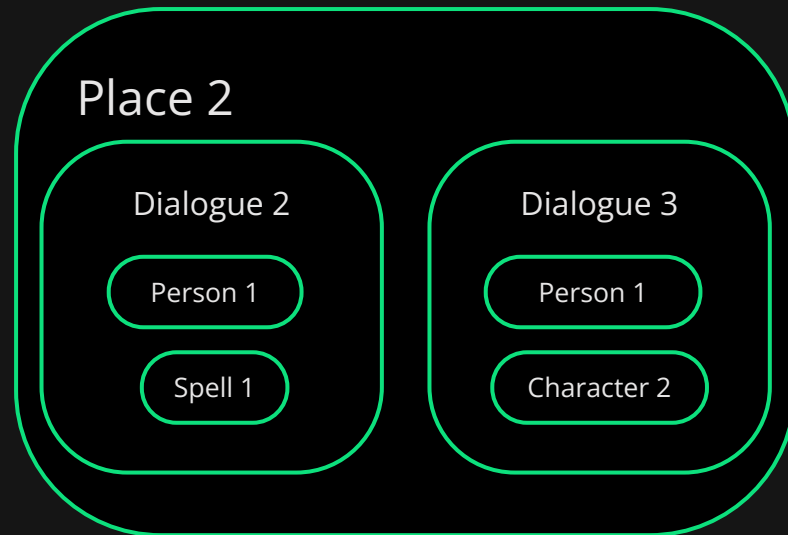 Place 2
Dialogue 2
Person 1
Spell 1
Dialogue 3
Person 1
Character 2